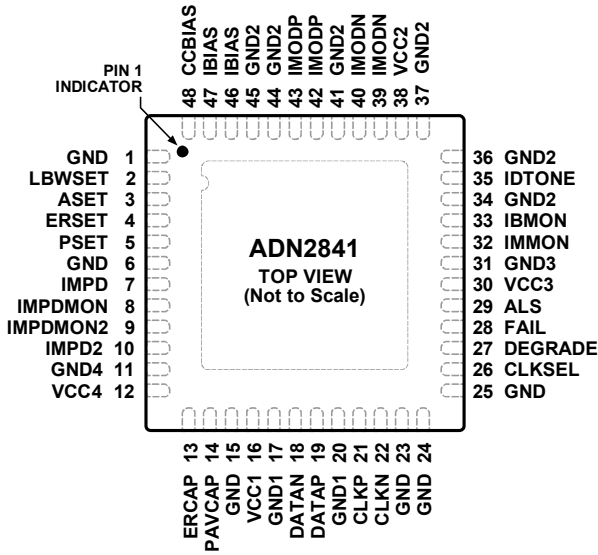 48 CCBIAS
47 IBIAS
46 IBIAS
45 GND2
44 GND2
43 IMODP
42 IMODP
41 GND2
40 IMODN
39 IMODN
38 VCC2
37 GND2
PIN 1
INDICATOR
GND 1
LBWSET 2
ASET 3
ERSET 4
PSET 5
GND 6
IMPD 7
IMPDMON 8
IMPDMON2 9
IMPD2 10
GND4 11
VCC4 12
ADN2841
TOP VIEW
(Not to Scale)
36 GND2
35 IDTONE
34 GND2
33 IBMON
32 IMMON
31 GND3
30 VCC3
29 ALS
28 FAIL
27 DEGRADE
26 CLKSEL
25 GND
ERCAP 13
PAVCAP 14
GND 15
VCC1 16
GND1 17
DATAN 18
DATAP 19
GND1 20
CLKP 21
CLKN 22
GND 23
GND 24